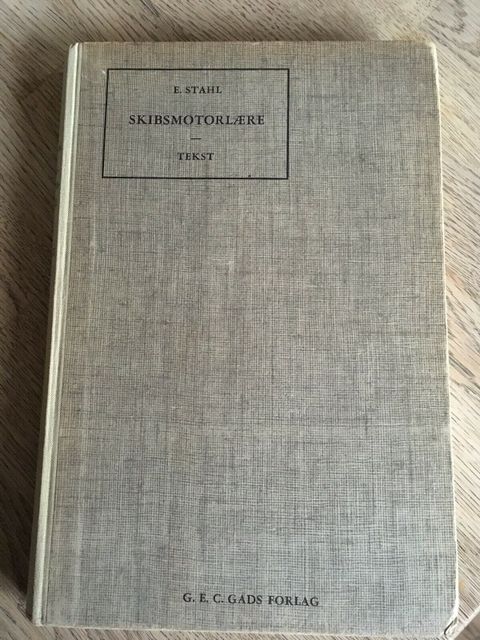 E. STAHL
SKIBSMOTORLÆRE
—
TEKST
G. E. C. GADS FORLAG